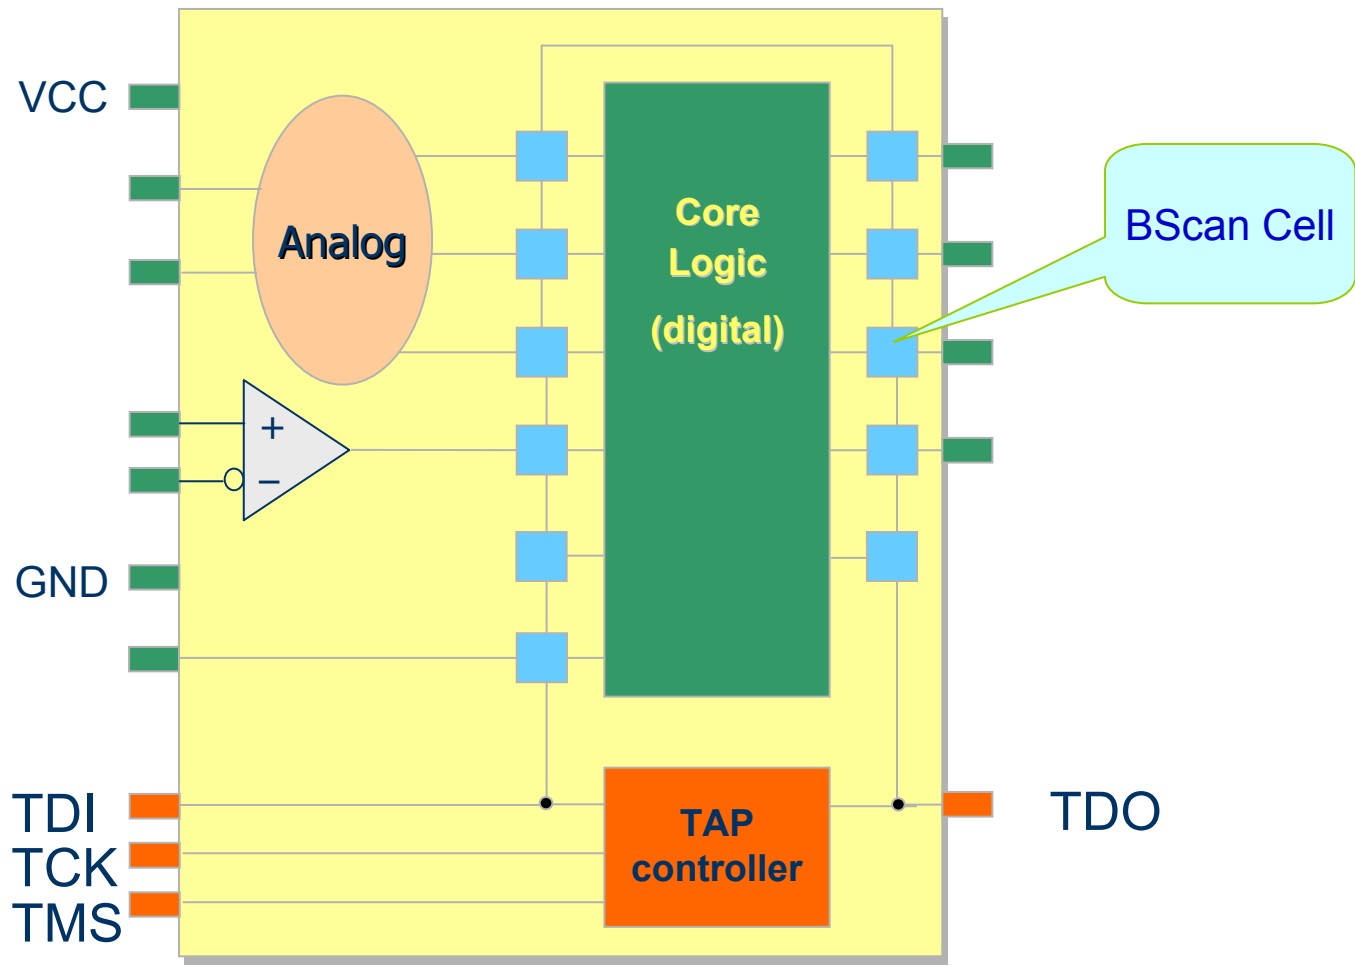 VCC
Analog
+
−
GND
Core
Logic
(digital)
BScan Cell
TDI
TCK
TMS
TAP
controller
TDO